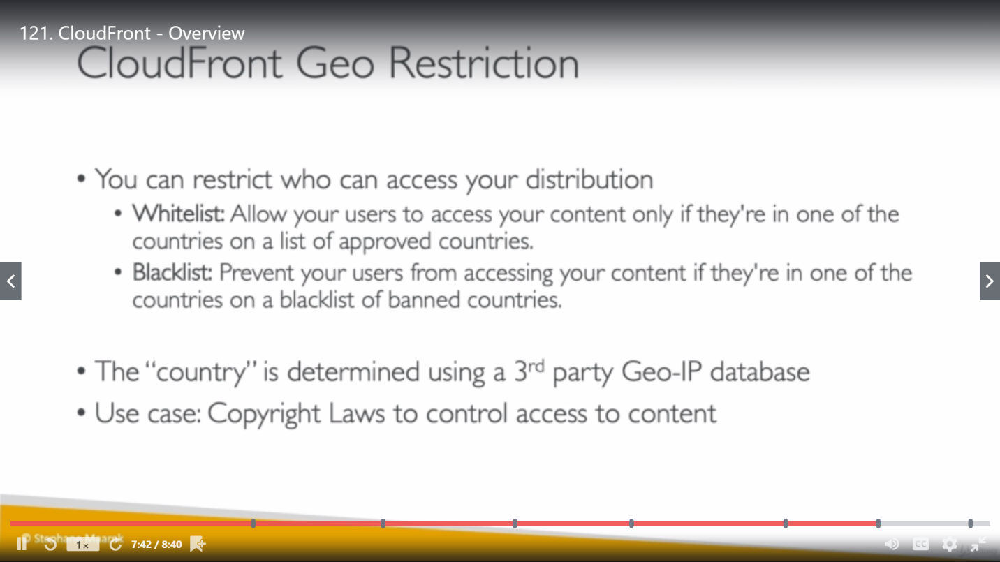 121. CloudFront - Overview
CloudFront Geo Restriction
• You can restrict who can access your distribution
• Whitelist: Allow your users to access your content only if they're in one of the
countries on a list of approved countries.
• Blacklist: Prevent your users from accessing your content if they're in one of the
countries on a blacklist of banned countries.
• The “country” is determined using a 3rd party Geo-IP database
• Use case: Copyright Laws to control access to content
© Stephane Maarek
1×
7:42 / 8:40
CC